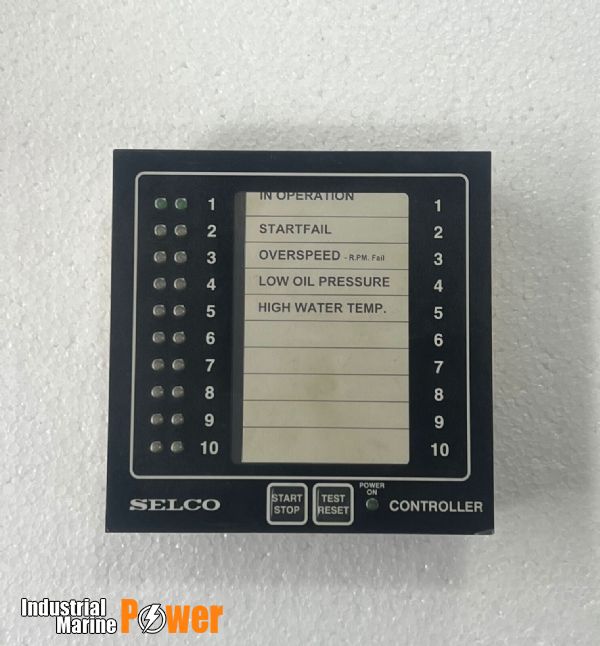 1 IN OPERATION 1
2 STARTFAIL 2
3 OVERSPEED - R.PM. Fail 3
4 LOW OIL PRESSURE 4
5 HIGH WATER TEMP. 5
6 6
7 7
8 8
9 9
10 10
SELCO START STOP TEST RESET POWER ON CONTROLLER
Industrial
Marine Power